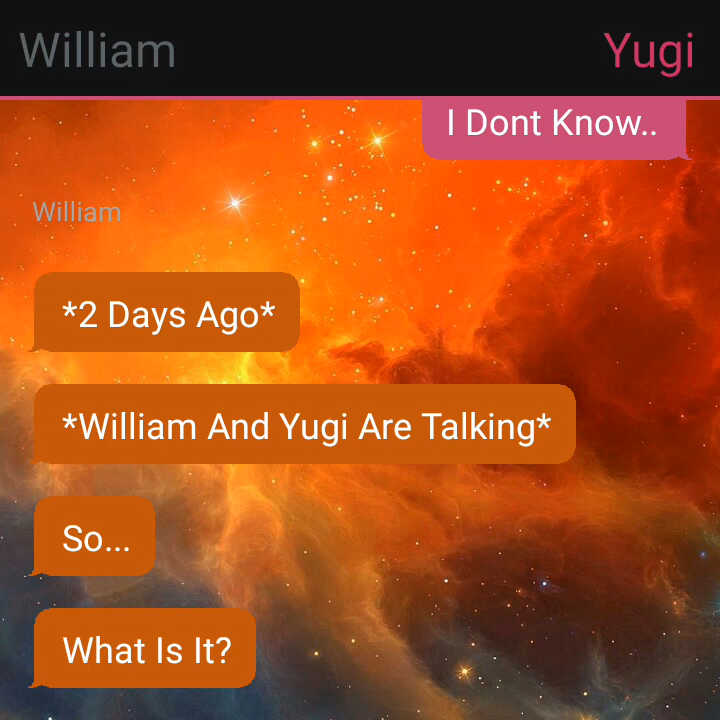 William
Yugi
I Dont Know..
William
*2 Days Ago*
*William And Yugi Are Talking*
So...
What Is It?